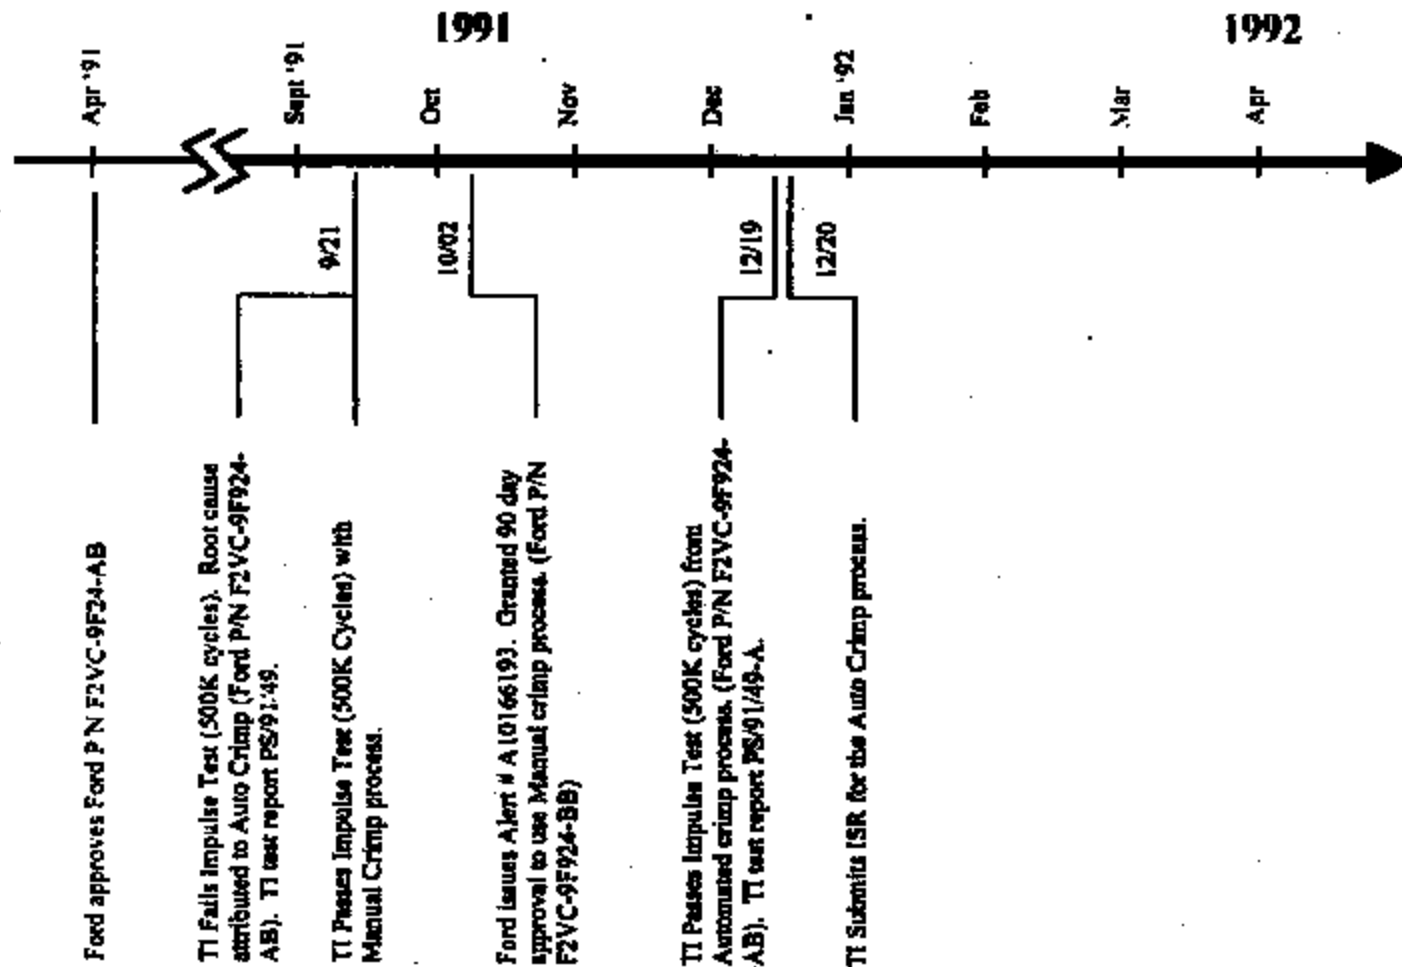 1991
1992
Apr '91
Sept '91
Oct
Nov
Dec
Jan '92
Feb
Mar
Apr
9/21
10/02
12/19
12/20
Ford approves Ford P N F2VC-9F24-AB
TI Fails Impulse Test (500K cycles). Root cause
attributed to Auto Crimp (Ford P/N F2VC-9F924-
AB). TI test report PS/91/49.
TI Passes Impulse Test (500K Cycles) with
Manual Crimp process.
Ford issues Alert # A10166193. Granted 90 day
approval to use Manual crimp process. (Ford P/N
F2VC-9F924-BB)
TI Passes Impulse Test (500K cycles) from
Automated crimp process. (Ford P/N F2VC-9F924-
AB). TI test report PS/91/49-A.
TI Submits ISR for the Auto Crimp process.